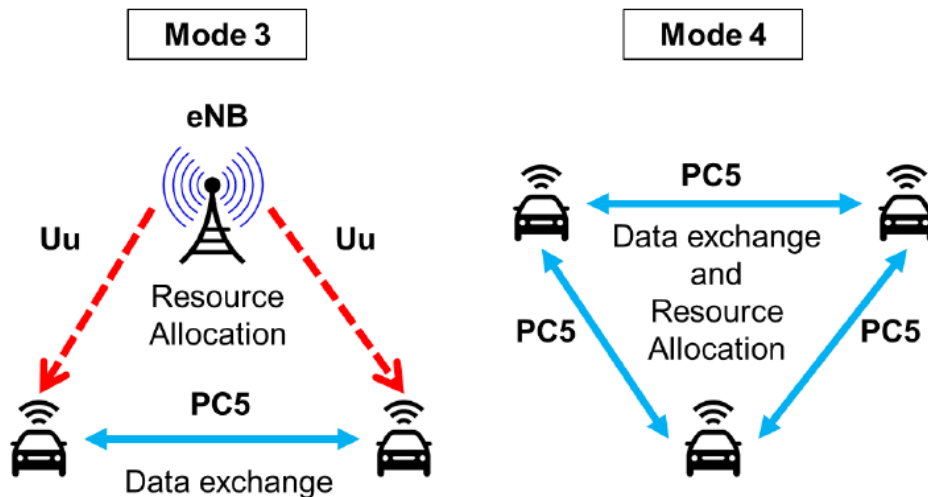 Mode 3
eNB
Uu
Uu
Resource
Allocation
PC5
Data exchange
Mode 4
PC5
Data exchange
and
Resource
Allocation
PC5
PC5